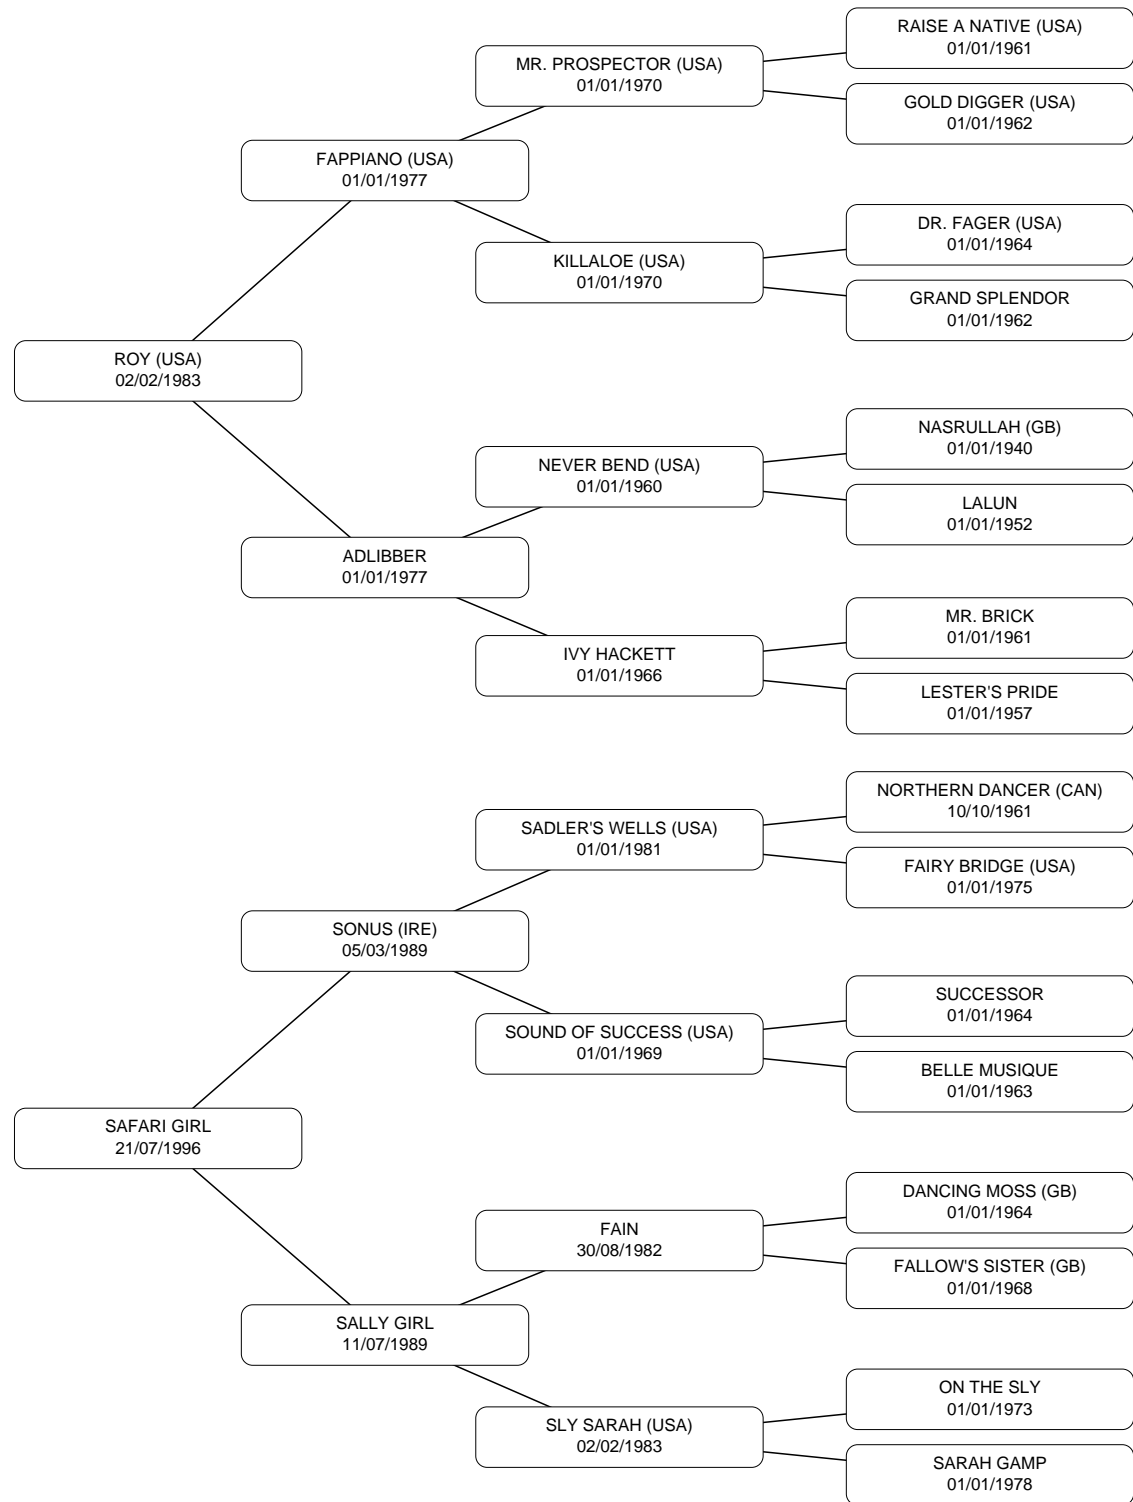 RAISE A NATIVE (USA)
01/01/1961
MR. PROSPECTOR (USA)
01/01/1970
GOLD DIGGER (USA)
01/01/1962
FAPPIANO (USA)
01/01/1977
DR. FAGER (USA)
01/01/1964
KILLALOE (USA)
01/01/1970
GRAND SPLENDOR
01/01/1962
ROY (USA)
02/02/1983
NASRULLAH (GB)
01/01/1940
NEVER BEND (USA)
01/01/1960
LALUN
01/01/1952
ADLIBBER
01/01/1977
MR. BRICK
01/01/1961
IVY HACKETT
01/01/1966
LESTER'S PRIDE
01/01/1957
NORTHERN DANCER (CAN)
10/10/1961
SADLER'S WELLS (USA)
01/01/1981
FAIRY BRIDGE (USA)
01/01/1975
SONUS (IRE)
05/03/1989
SUCCESSOR
01/01/1964
SOUND OF SUCCESS (USA)
01/01/1969
BELLE MUSIQUE
01/01/1963
SAFARI GIRL
21/07/1996
DANCING MOSS (GB)
01/01/1964
FAIN
30/08/1982
FALLOW'S SISTER (GB)
01/01/1968
SALLY GIRL
11/07/1989
ON THE SLY
01/01/1973
SLY SARAH (USA)
02/02/1983
SARAH GAMP
01/01/1978